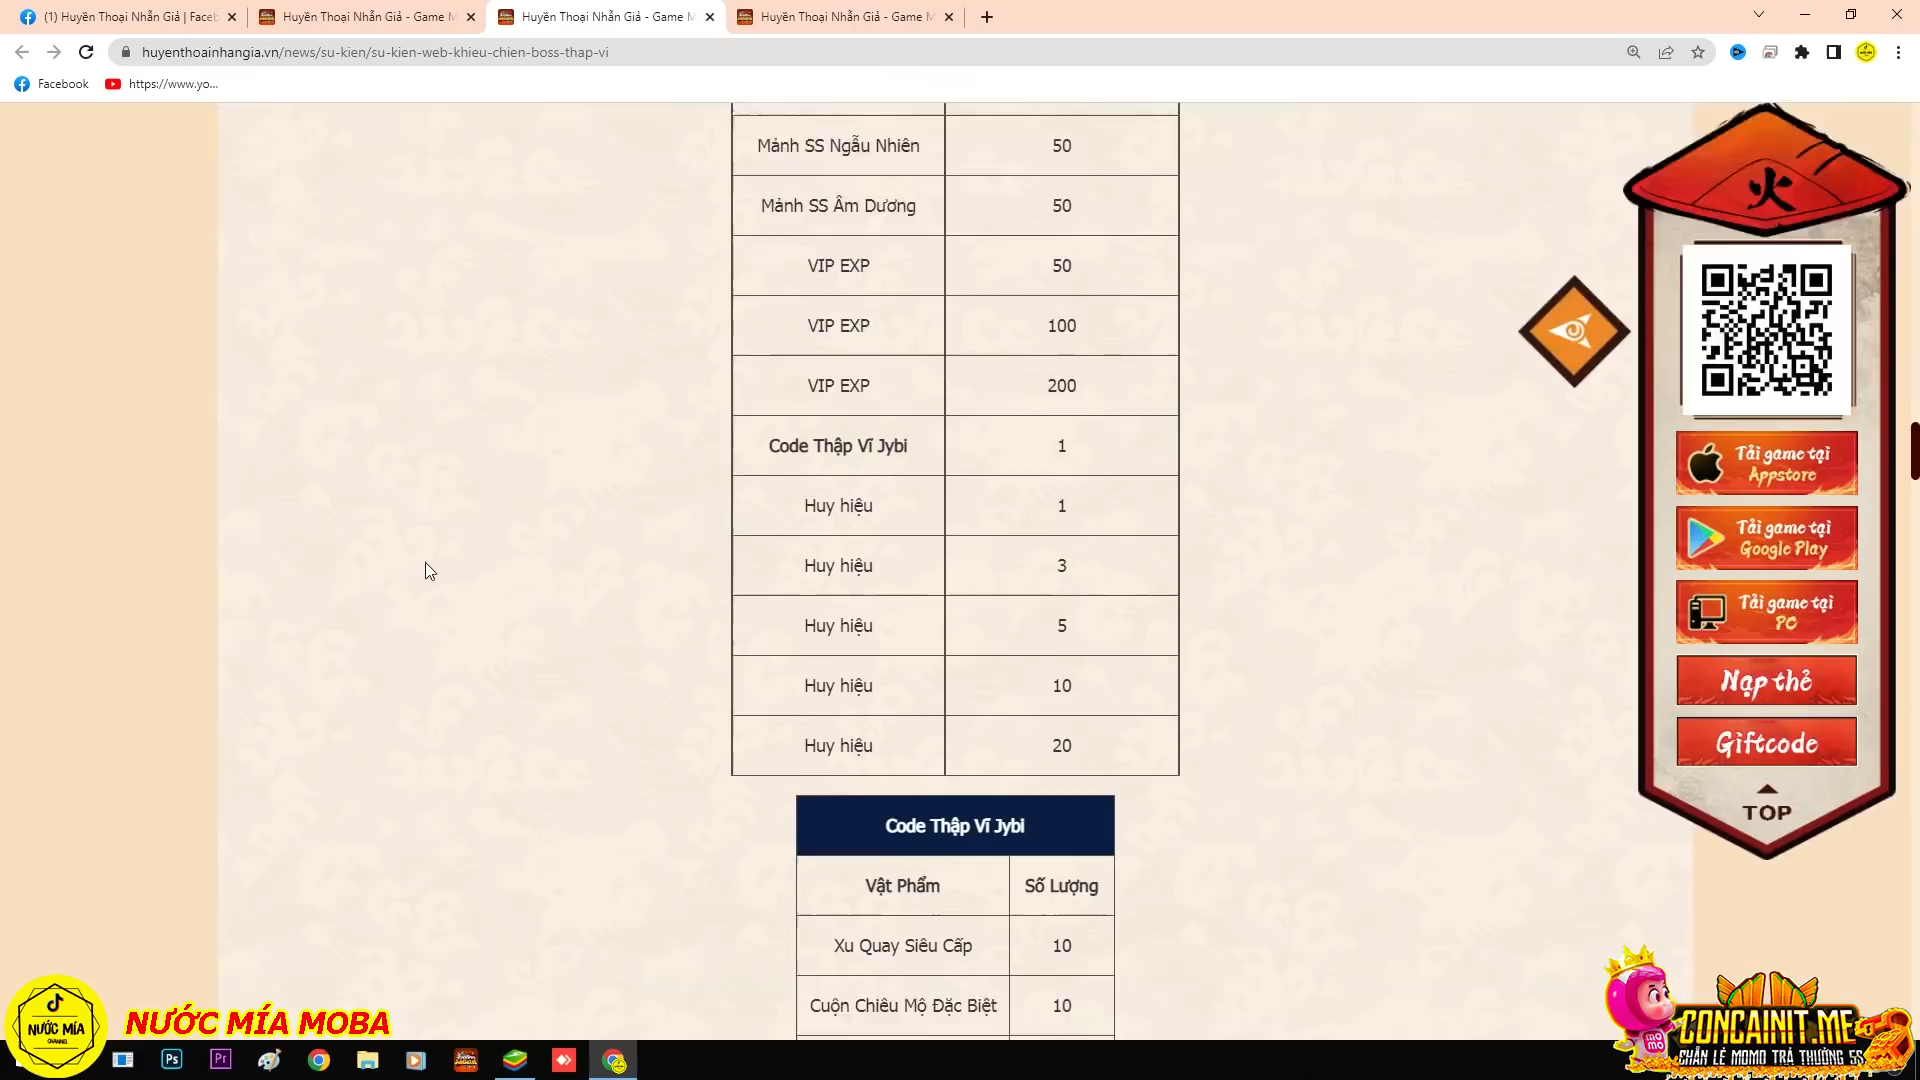 (1) Huyền Thoại Nhẫn Giả | Faceb
Huyền Thoại Nhẫn Giả - Game M
Huyền Thoại Nhẫn Giả - Game M
Huyền Thoại Nhẫn Giả - Game M
huyenthoainhangia.vn/news/su-kien/su-kien-web-khieu-chien-boss-thap-vi
Facebook
https://www.yo...
Mảnh SS Ngẫu Nhiên 50
Mảnh SS Âm Dương 50
VIP EXP 50
VIP EXP 100
VIP EXP 200
Code Thập Vĩ Jybi 1
Huy hiệu 1
Huy hiệu 3
Huy hiệu 5
Huy hiệu 10
Huy hiệu 20
Code Thập Vĩ Jybi
Vật Phẩm Số Lượng
Xu Quay Siêu Cấp 10
Cuộn Chiêu Mộ Đặc Biệt 10
火
Tải game tại
Appstore
Tải game tại
Google Play
Tải game tại
PC
Nạp thẻ
Giftcode
TOP
NƯỚC MÍA
CHANNEL
NƯỚC MÍA MOBA
Ps
Pr
momo
CONCAINIT.ME
CHẴN LẺ MOMO TRẢ THƯỞNG 5S